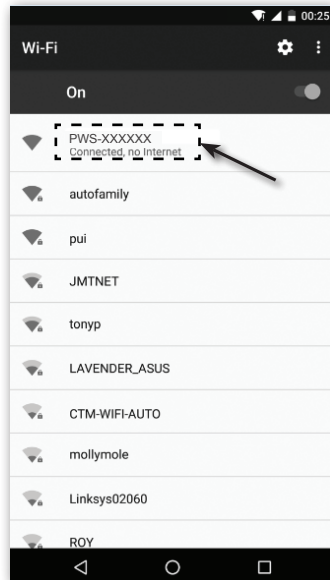 00:25
Wi-Fi
On
PWS-XXXXXX
Connected, no Internet
autofamily
pui
JMTNET
tonyp
LAVENDER_ASUS
CTM-WIFI-AUTO
mollymole
Linksys02060
ROY